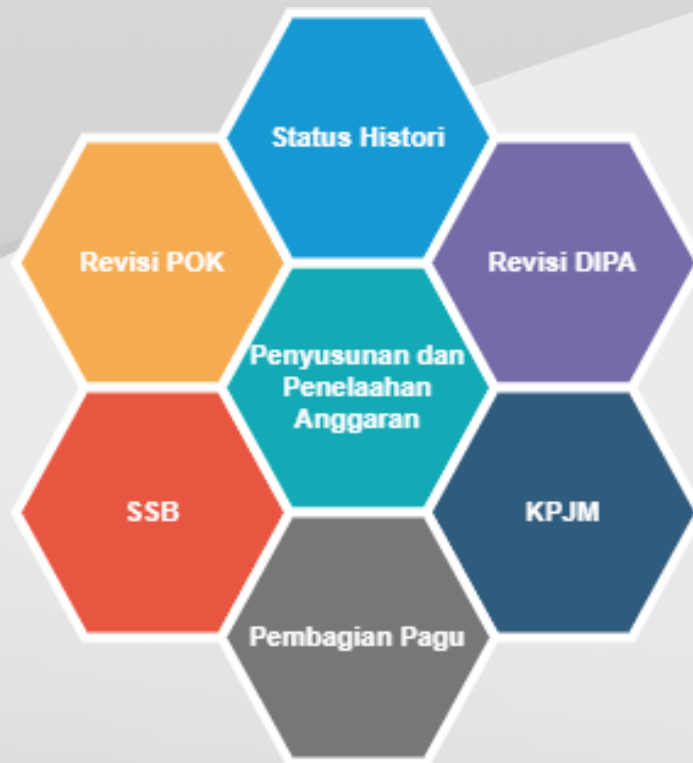 Status Histori
Revisi POK
Revisi DIPA
Penyusunan dan
Penelaahan
Anggaran
SSB
KPJM
Pembagian Pagu